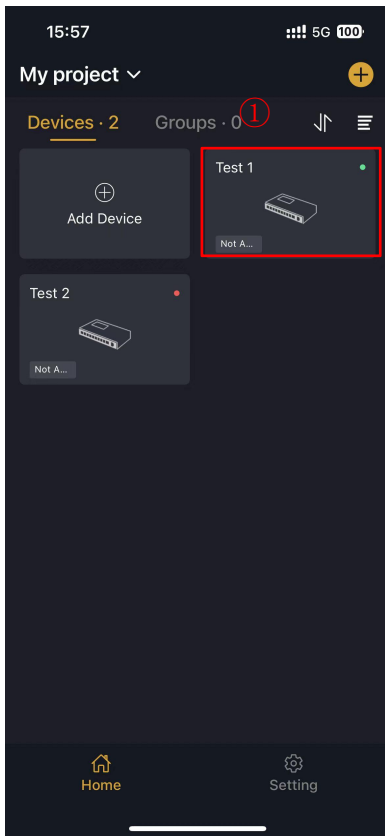 15:57 5G 100
My project
Devices · 2 Groups · 0 ①
Add Device
Test 1
Not A...
Test 2
Not A...
Home Setting